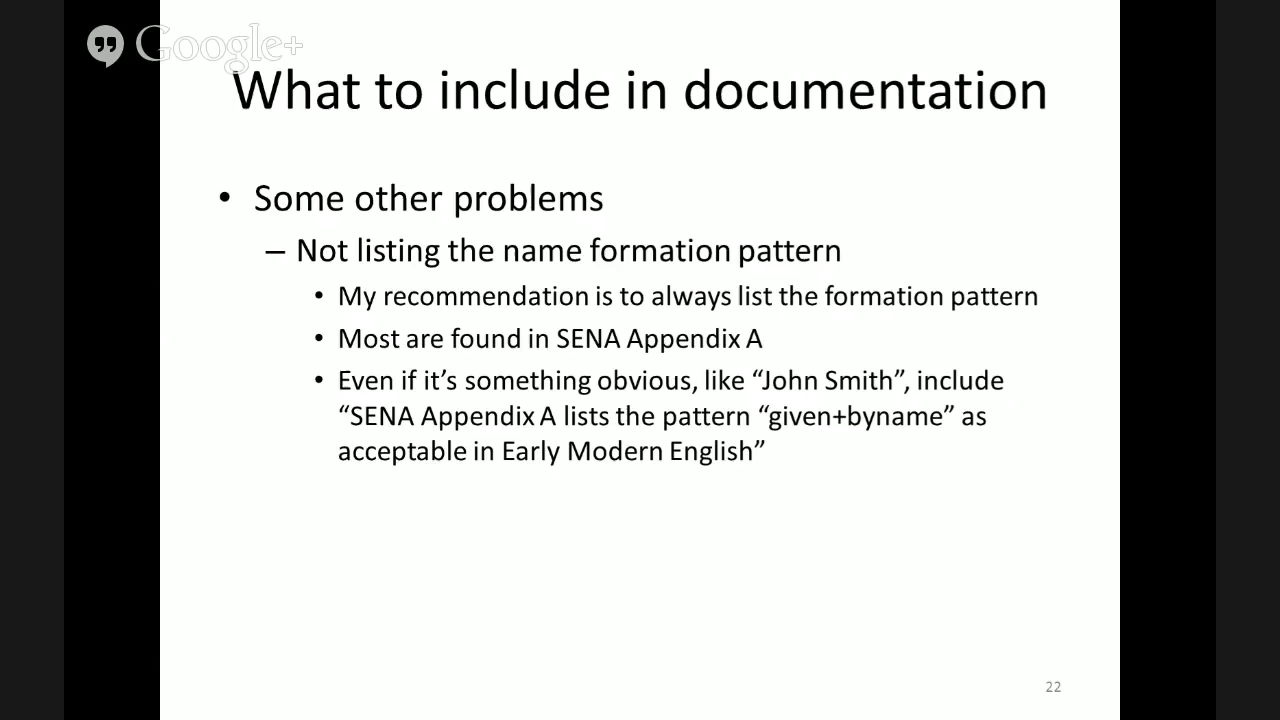 Google+
What to include in documentation
• Some other problems
– Not listing the name formation pattern
• My recommendation is to always list the formation pattern
• Most are found in SENA Appendix A
• Even if it’s something obvious, like “John Smith”, include
“SENA Appendix A lists the pattern “given+byname” as
acceptable in Early Modern English”
22